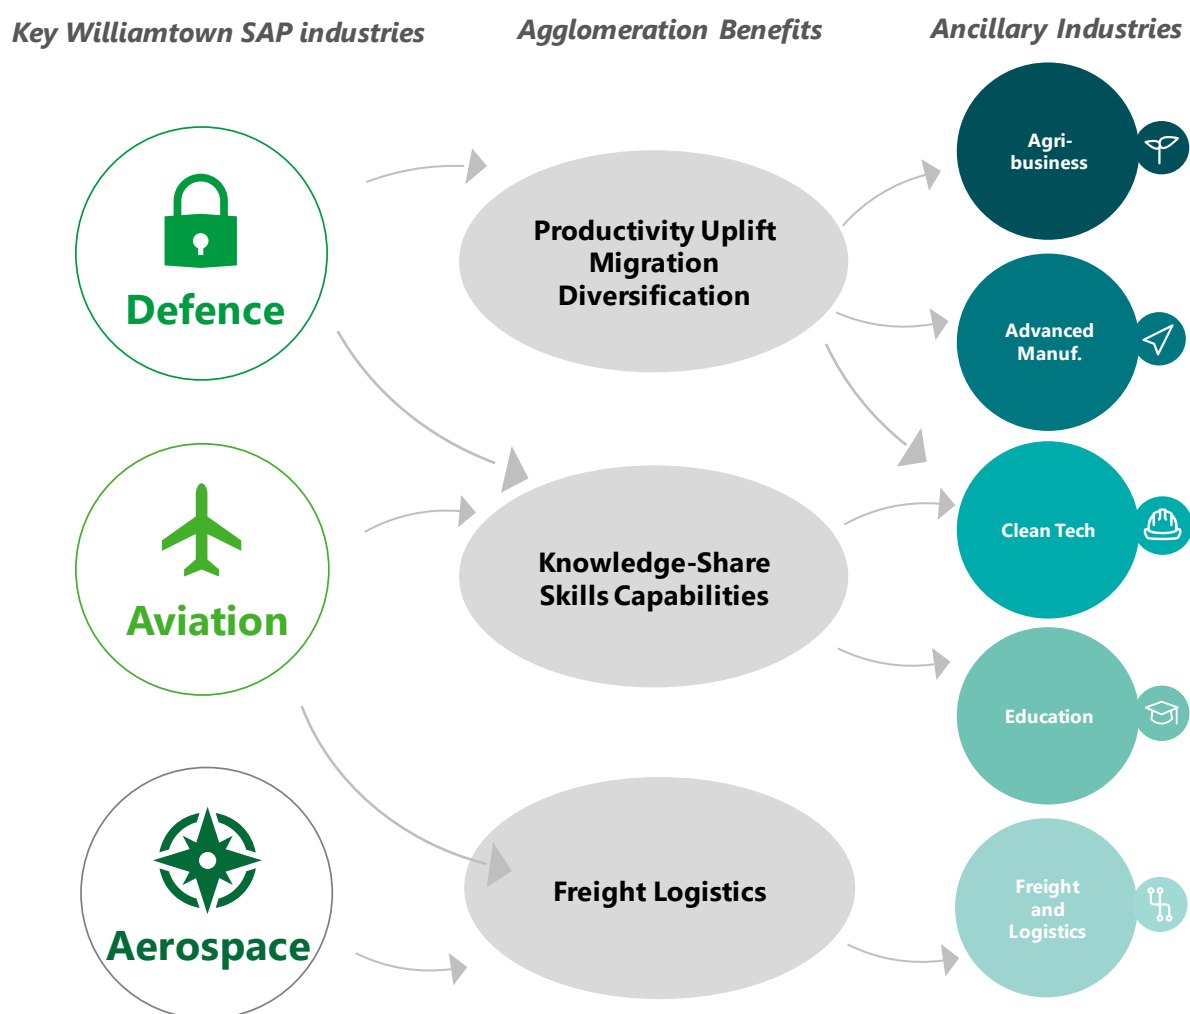 Key Williamtown SAP industries
Agglomeration Benefits
Ancillary Industries
Defence
Aviation
Aerospace
Productivity Uplift
Migration
Diversification
Knowledge-Share
Skills Capabilities
Freight Logistics
Agri-
business
Advanced
Manuf.
Clean Tech
Education
Freight
and
Logistics